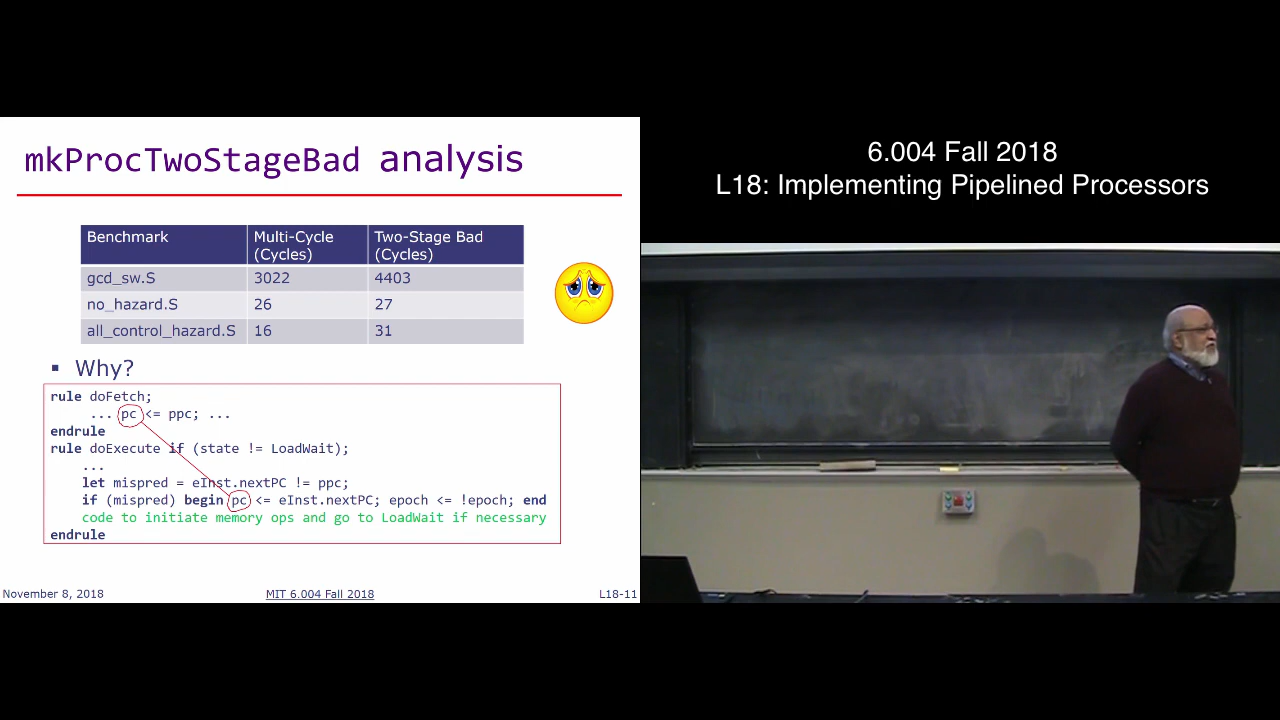 mkProcTwoStageBad analysis
Benchmark Multi-Cycle (Cycles) Two-Stage Bad (Cycles)
gcd_sw.S 3022 4403
no_hazard.S 26 27
all_control_hazard.S 16 31
▪ Why?
rule doFetch;
... pc <= ppc; ...
endrule
rule doExecute if (state != LoadWait);
...
let mispred = eInst.nextPC != ppc;
if (mispred) begin pc <= eInst.nextPC; epoch <= !epoch; end
code to initiate memory ops and go to LoadWait if necessary
endrule
November 8, 2018 MIT 6.004 Fall 2018 L18-11
6.004 Fall 2018
L18: Implementing Pipelined Processors